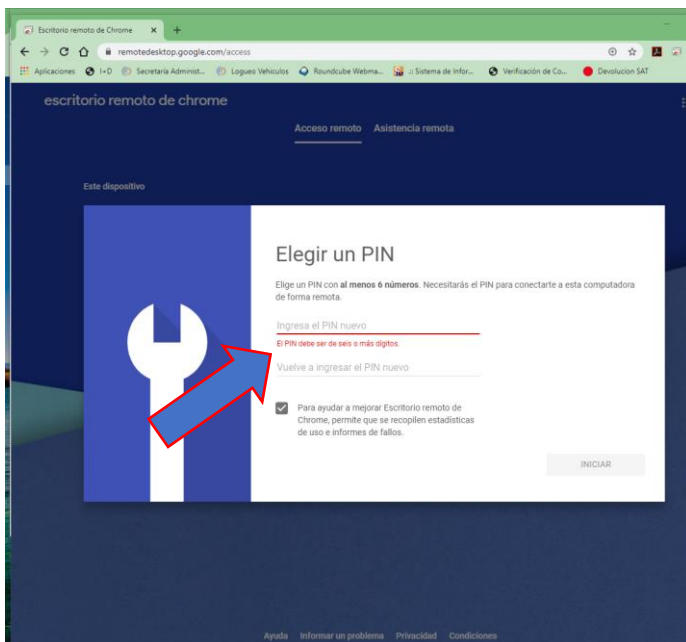 Escritorio remoto de Chrome
remotedesktop.google.com/access
Aplicaciones I+D Secretaría Administ... Logueo Vehiculos Roundcube Webma... .:: Sistema de Infor... Verificación de Co... Devolucion SAT
escritorio remoto de chrome
Acceso remoto Asistencia remota
Este dispositivo
Elegir un PIN
Elige un PIN con al menos 6 números. Necesitarás el PIN para conectarte a esta computadora
de forma remota.
Ingresa el PIN nuevo
El PIN debe ser de seis o más dígitos.
Vuelve a ingresar el PIN nuevo
Para ayudar a mejorar Escritorio remoto de
Chrome, permite que se recopilen estadísticas
de uso e informes de fallos.
INICIAR
Ayuda Informar un problema Privacidad Condiciones